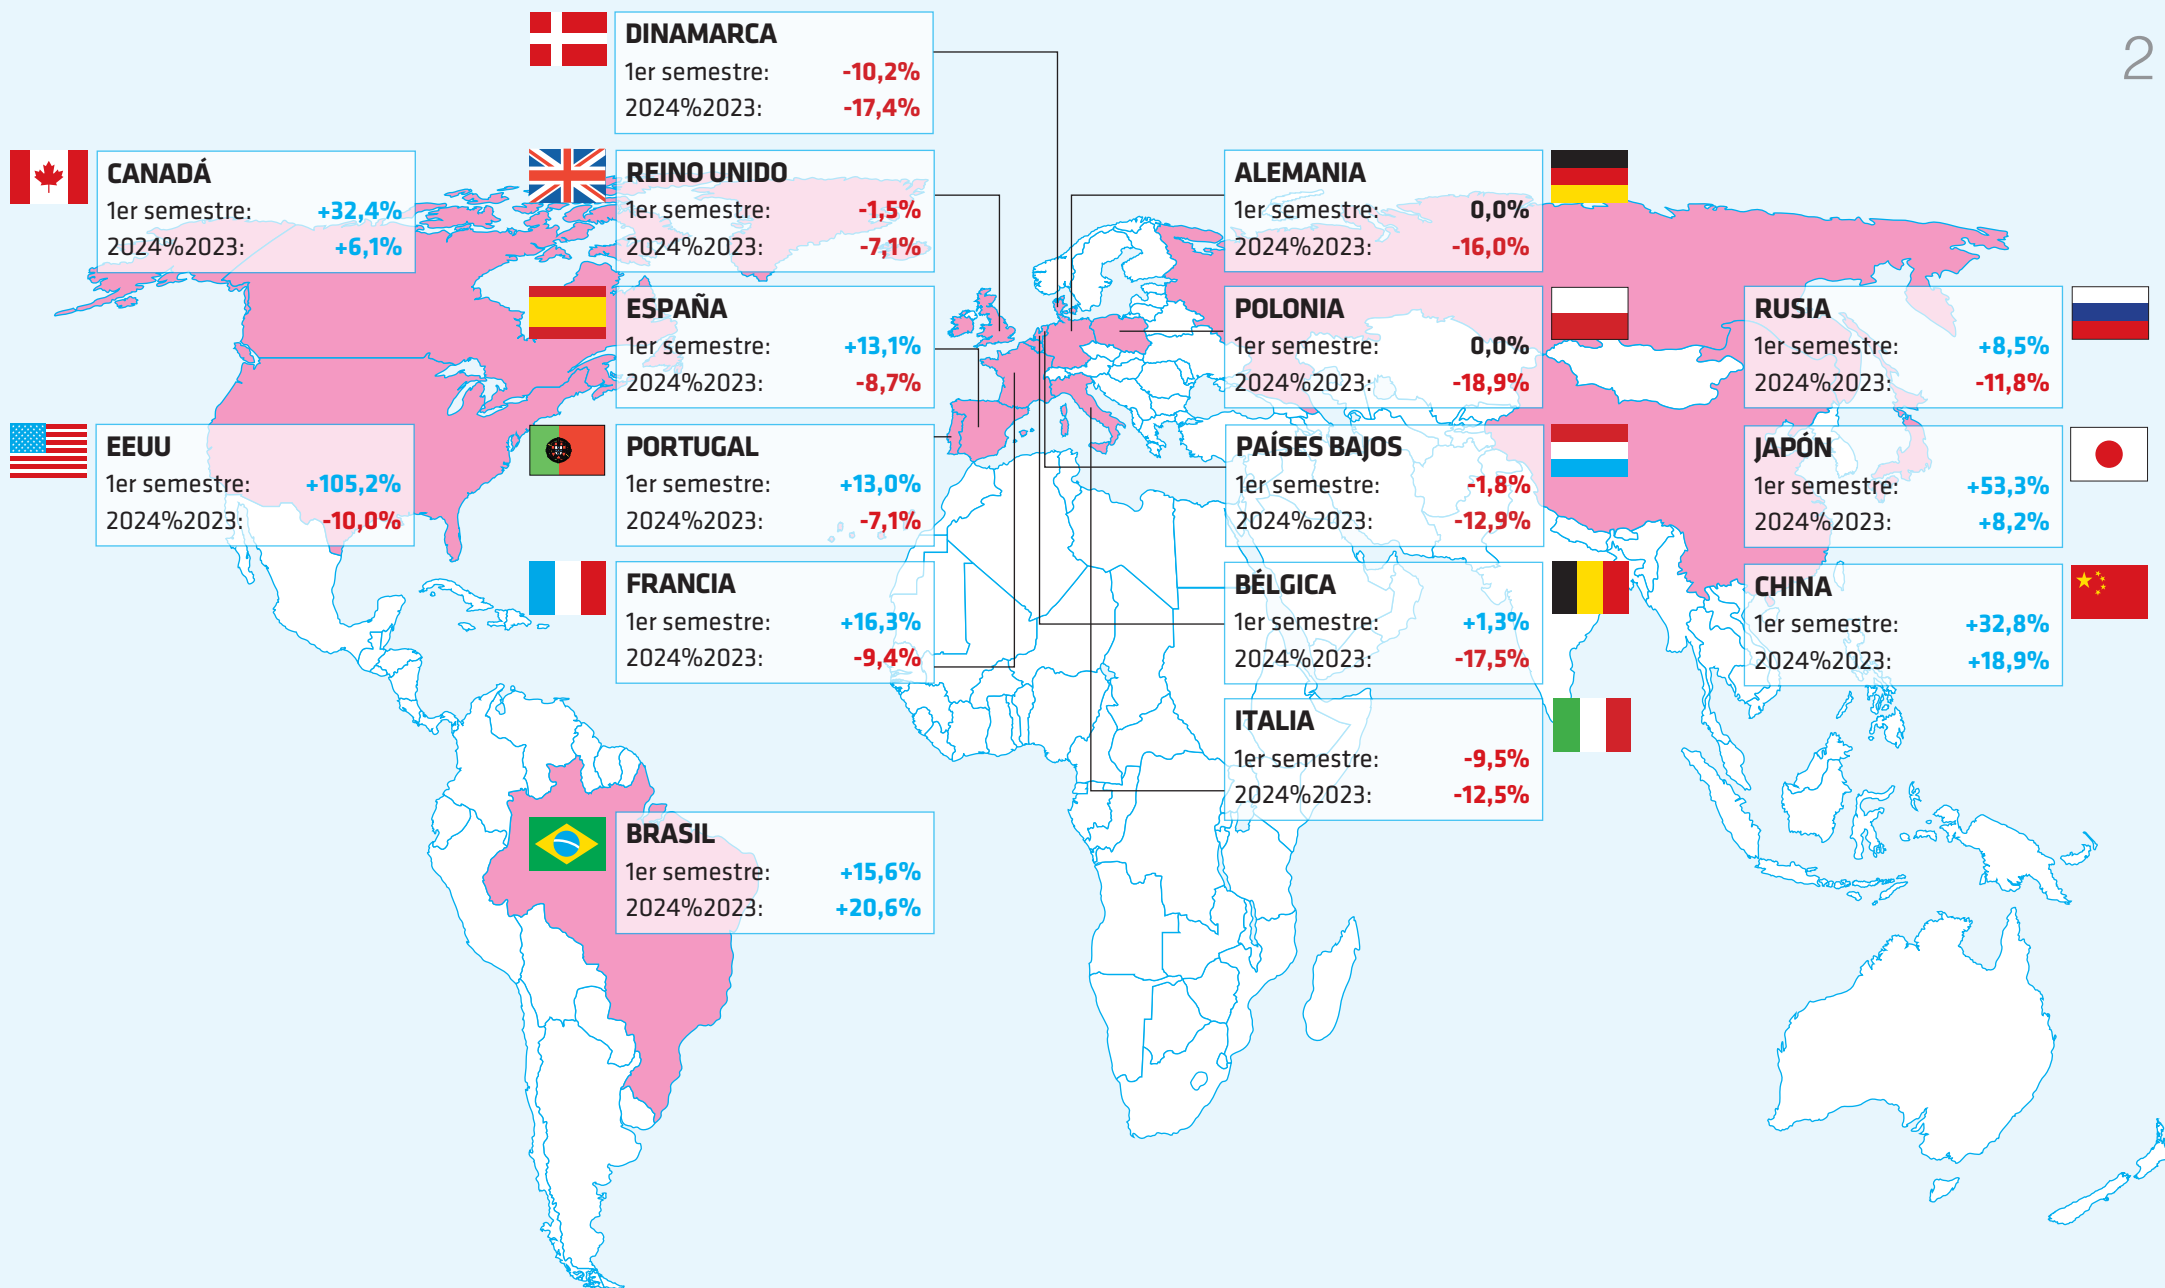 2
DINAMARCA
1er semestre: -10,2%
2024%2023: -17,4%
CANADÁ
1er semestre: +32,4%
2024%2023: +6,1%
REINO UNIDO
1er semestre: -1,5%
2024%2023: -7,1%
ALEMANIA
1er semestre: 0,0%
2024%2023: -16,0%
ESPAÑA
1er semestre: +13,1%
2024%2023: -8,7%
POLONIA
1er semestre: 0,0%
2024%2023: -18,9%
RUSIA
1er semestre: +8,5%
2024%2023: -11,8%
EEUU
1er semestre: +105,2%
2024%2023: -10,0%
PORTUGAL
1er semestre: +13,0%
2024%2023: -7,1%
PAÍSES BAJOS
1er semestre: -1,8%
2024%2023: -12,9%
JAPÓN
1er semestre: +53,3%
2024%2023: +8,2%
FRANCIA
1er semestre: +16,3%
2024%2023: -9,4%
BÉLGICA
1er semestre: +1,3%
2024%2023: -17,5%
CHINA
1er semestre: +32,8%
2024%2023: +18,9%
ITALIA
1er semestre: -9,5%
2024%2023: -12,5%
BRASIL
1er semestre: +15,6%
2024%2023: +20,6%